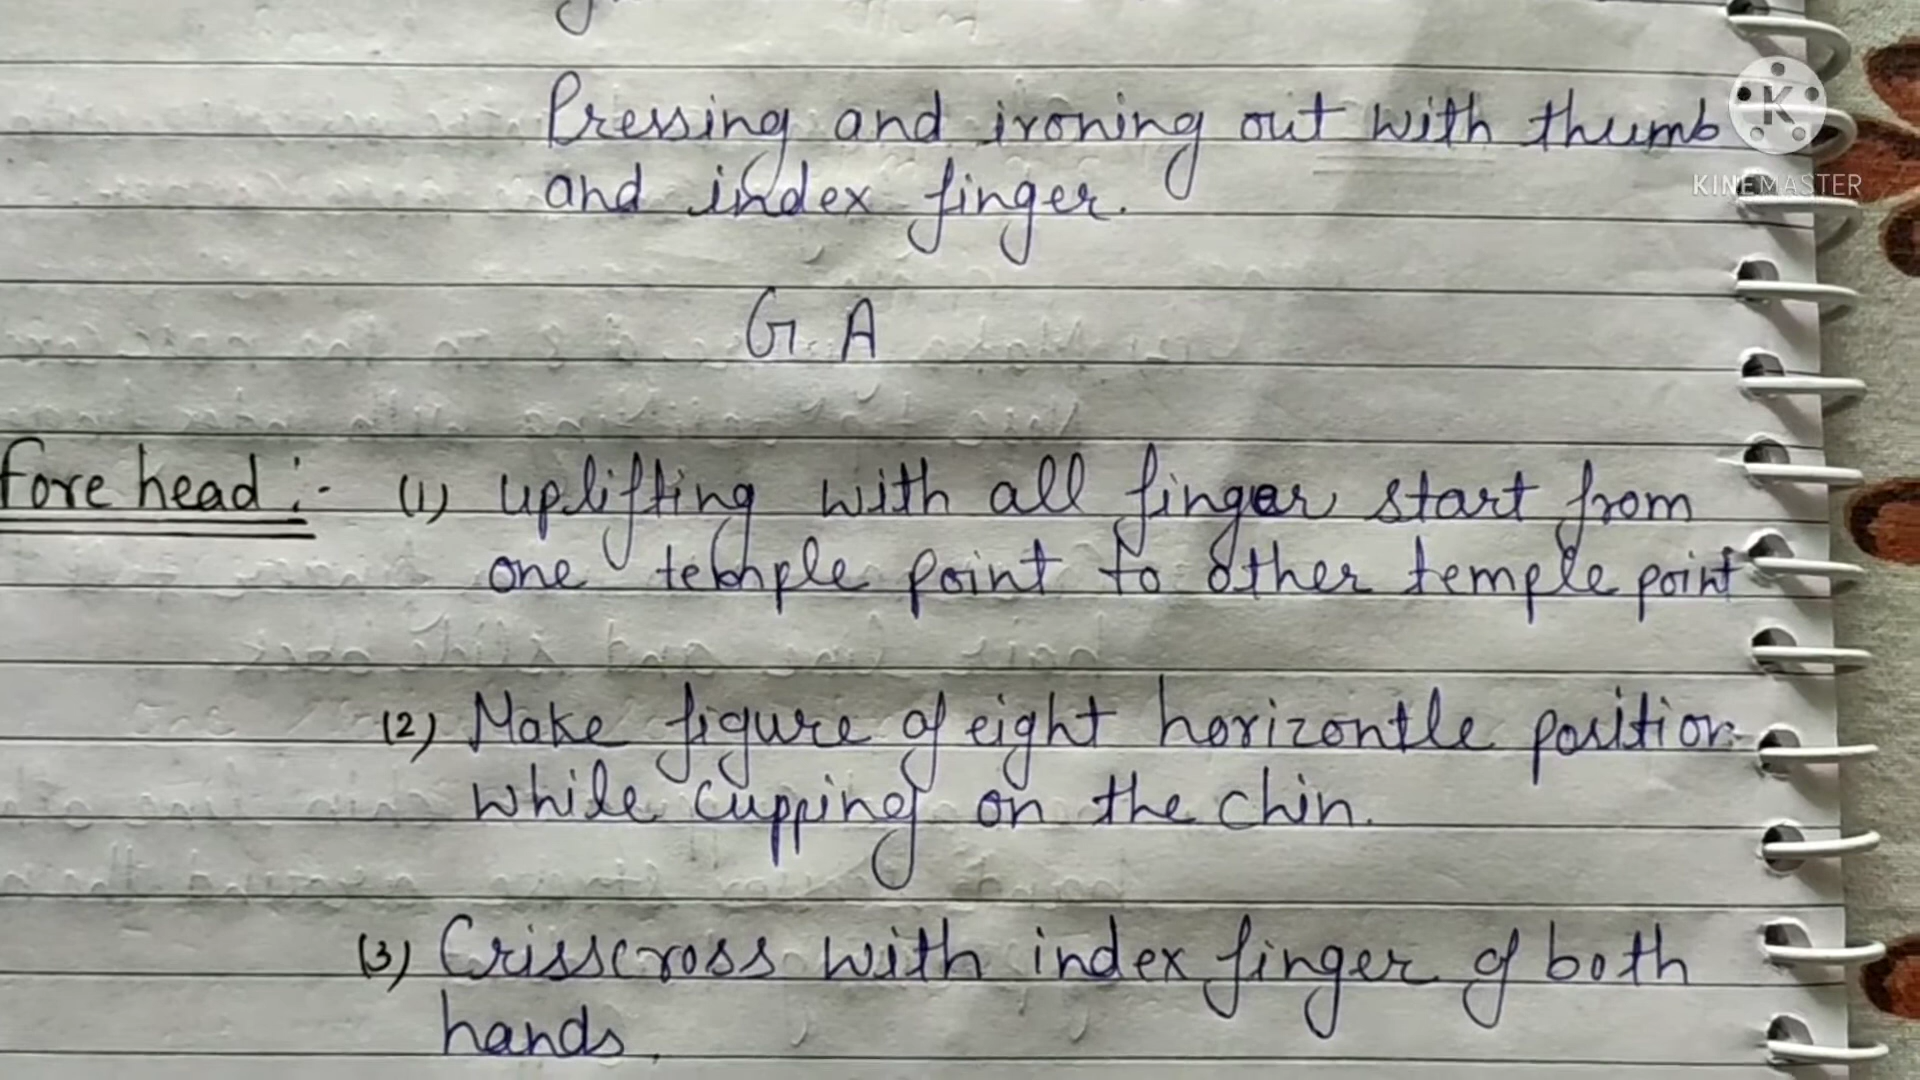 Pressing and ironing out with thumb
and index finger.
G. A
Fore head :- (1) uplifting with all finger start from
one temple point to other temple point
(2) Make figure of eight horizontle position
while cupping on the chin.
(3) Crisscross with index finger of both
hands.
KINEMASTER